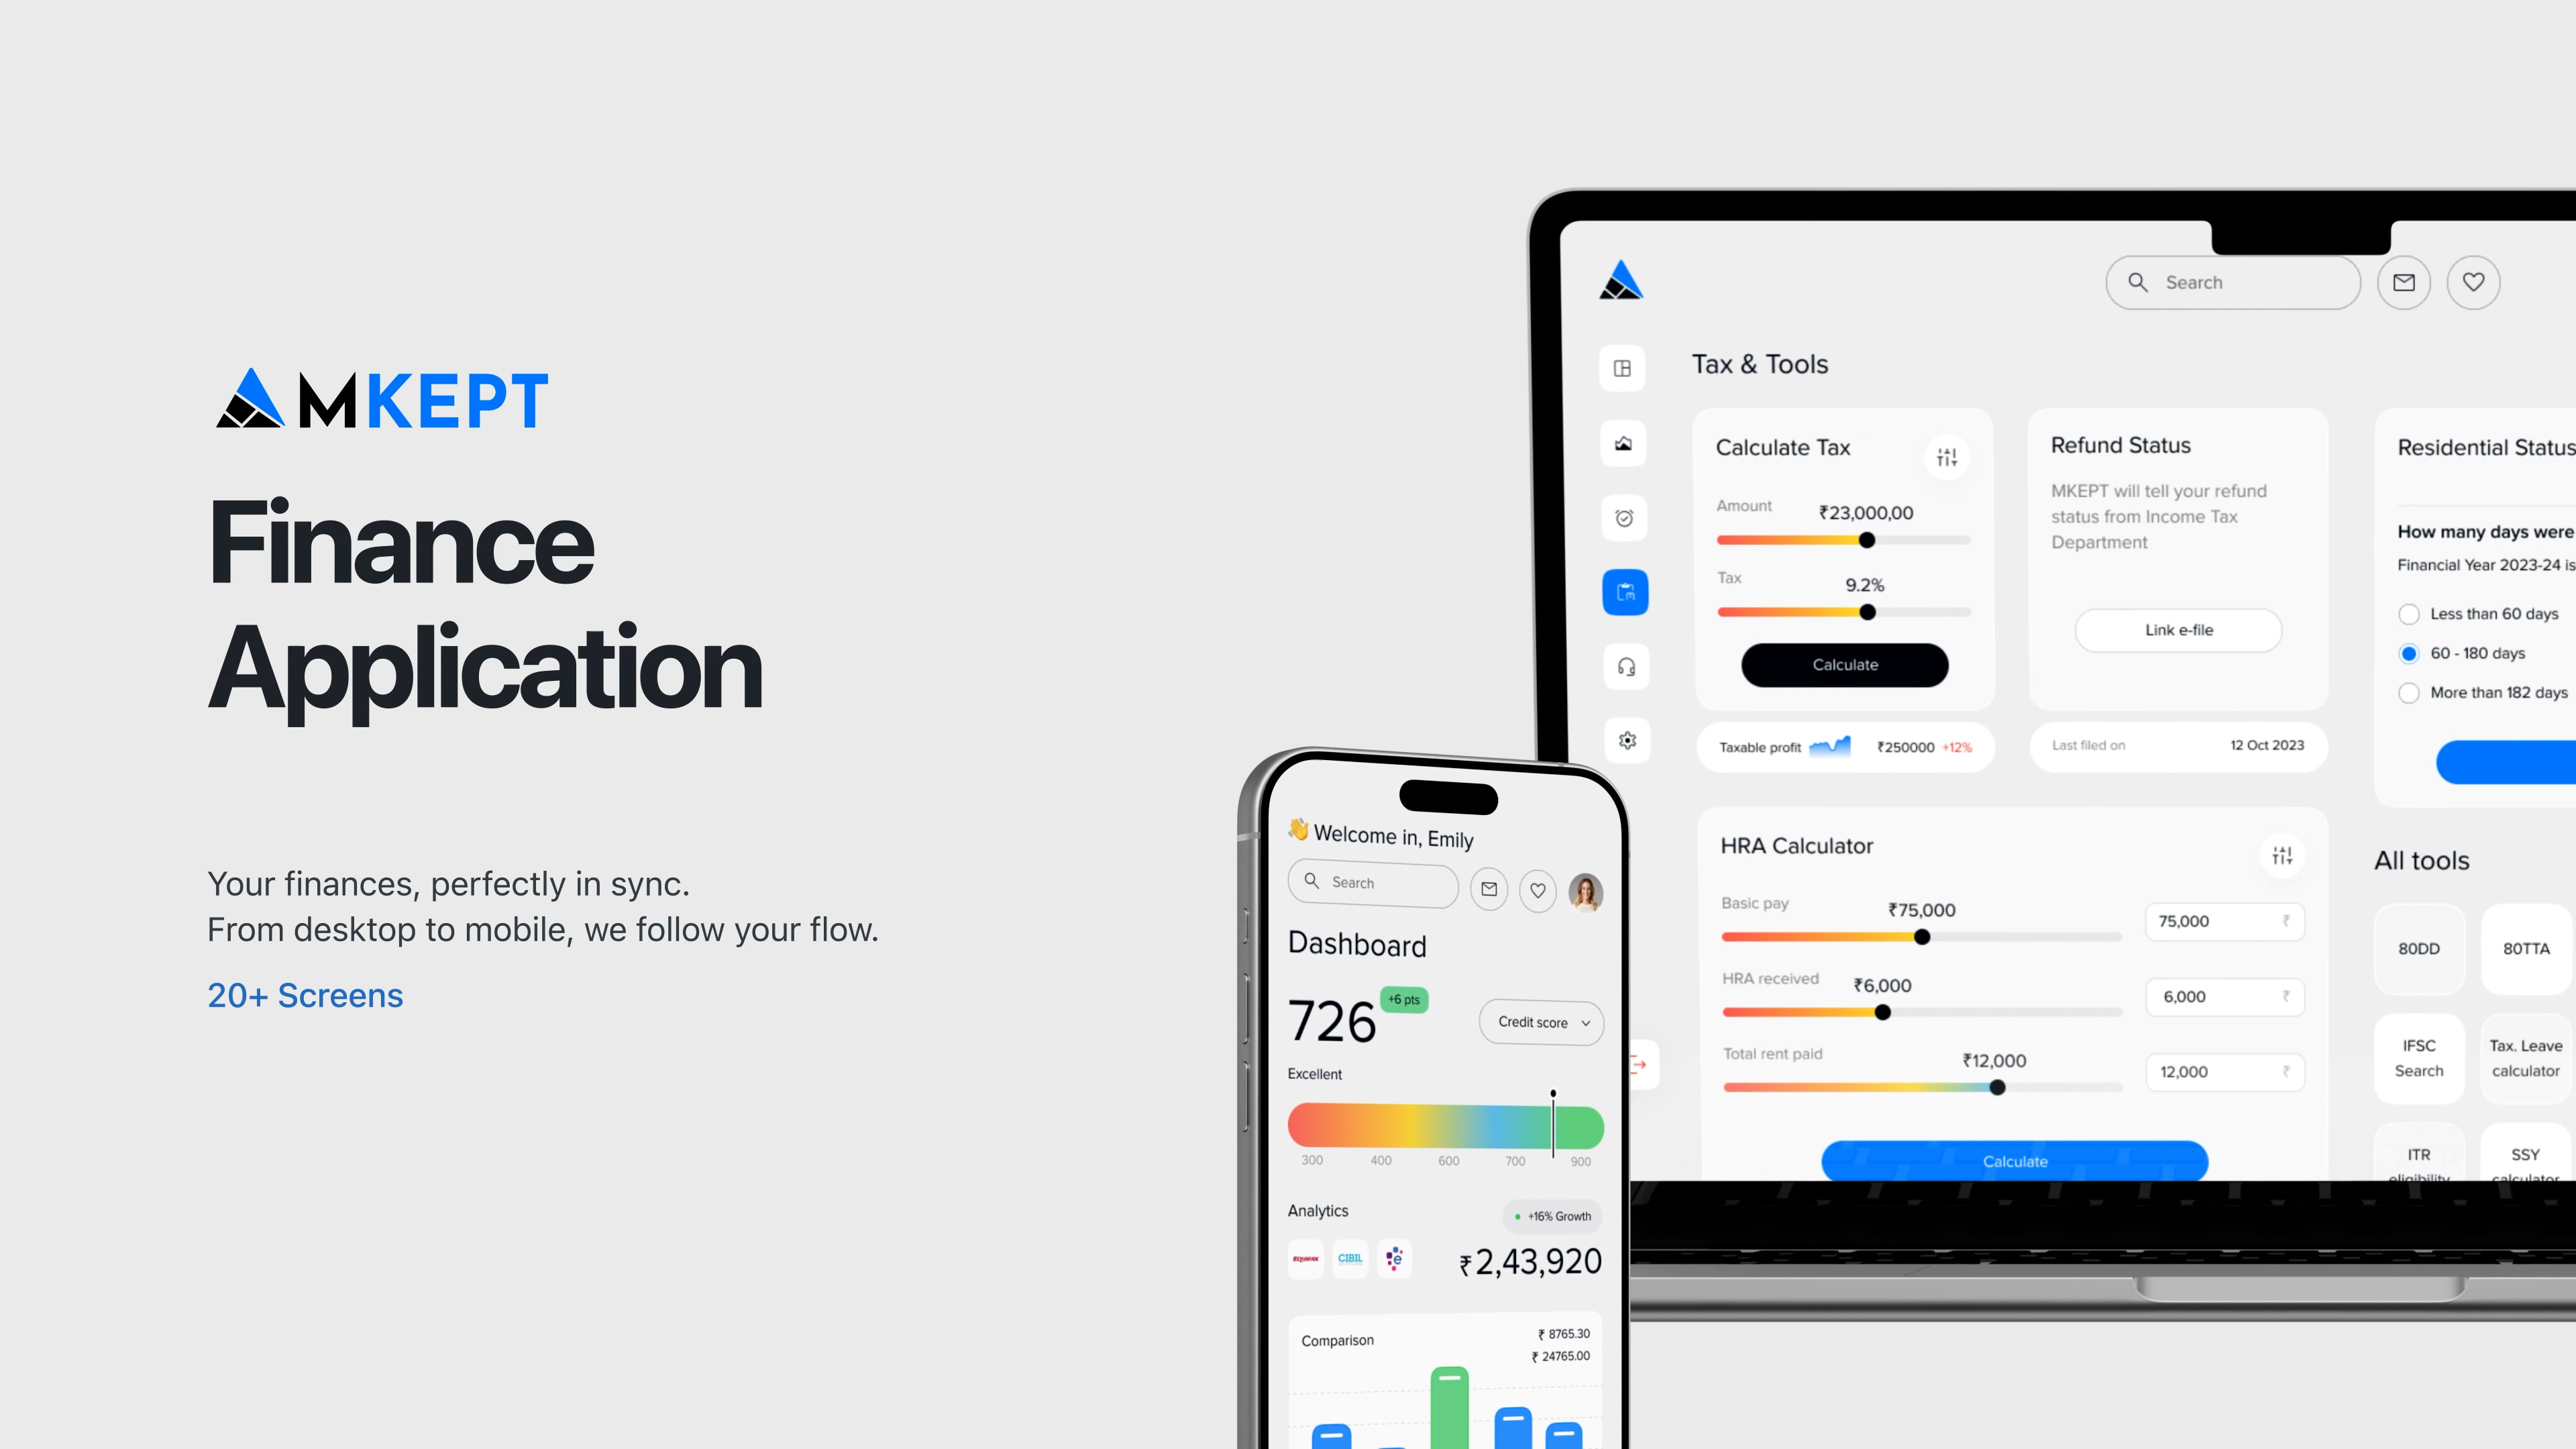 MKEPT
Finance
Application
Your finances, perfectly in sync.
From desktop to mobile, we follow your flow.
20+ Screens
Search
Tax & Tools
Calculate Tax
Amount
₹23,000,00
Tax
9.2%
Calculate
Taxable profit
₹250000 +12%
Refund Status
MKEPT will tell your refund
status from Income Tax
Department
Link e-file
Last filed on
12 Oct 2023
Residential Status
How many days were
Financial Year 2023-24 is
Less than 60 days
60 - 180 days
More than 182 days
HRA Calculator
Basic pay
₹75,000
75,000 ₹
HRA received
₹6,000
6,000 ₹
Total rent paid
₹12,000
12,000 ₹
Calculate
All tools
80DD
80TTA
IFSC
Search
Tax. Leave
calculator
ITR
eligibility
SSY
calculator
👋 Welcome in, Emily
Search
Dashboard
726
+6 pts
Credit score
Excellent
300 400 600 700 900
Analytics
+16% Growth
EQUIFAX
CIBIL
e
₹2,43,920
Comparison
₹ 8765.30
₹ 24765.00